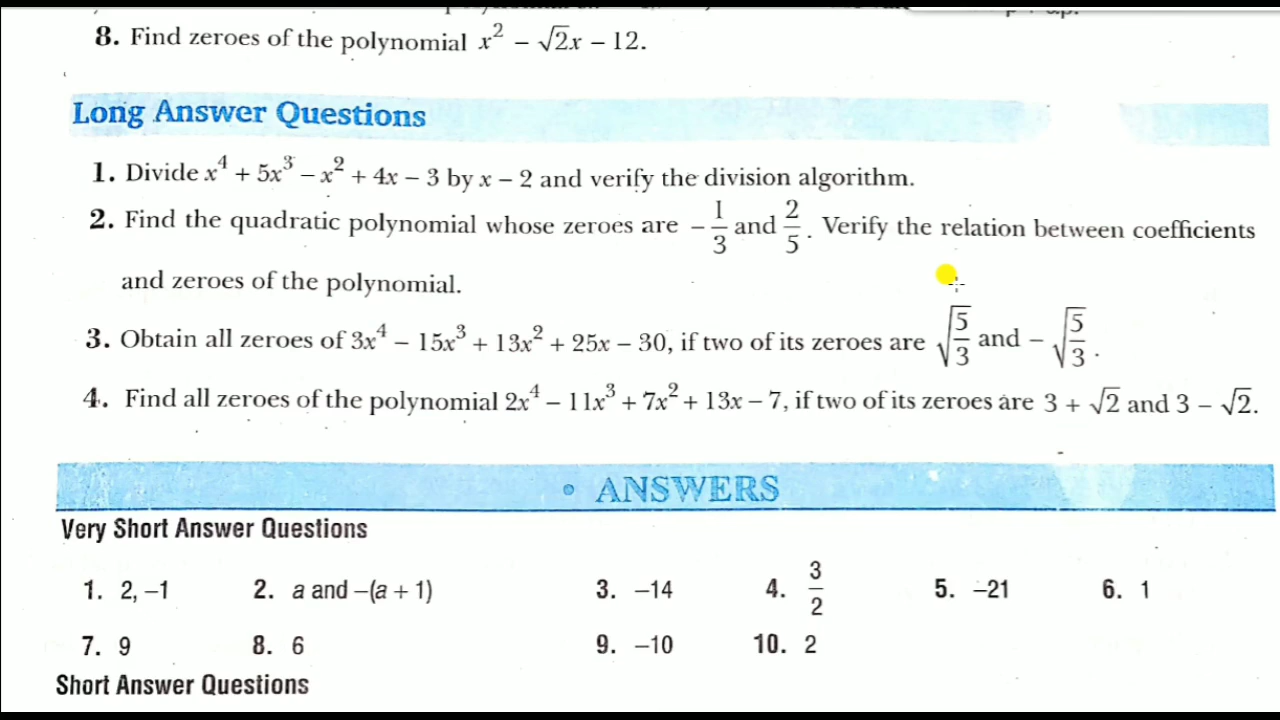 8. Find zeroes of the polynomial x² − √2x − 12.
Long Answer Questions
1. Divide x⁴ + 5x³ − x² + 4x − 3 by x − 2 and verify the division algorithm.
2. Find the quadratic polynomial whose zeroes are −1/3 and 2/5. Verify the relation between coefficients
and zeroes of the polynomial.
3. Obtain all zeroes of 3x⁴ − 15x³ + 13x² + 25x − 30, if two of its zeroes are √(5/3) and − √(5/3).
4. Find all zeroes of the polynomial 2x⁴ − 11x³ + 7x² + 13x − 7, if two of its zeroes are 3 + √2 and 3 − √2.
• ANSWERS
Very Short Answer Questions
1. 2, −1 2. a and −(a + 1) 3. −14 4. 3/2 5. −21 6. 1
7. 9 8. 6 9. −10 10. 2
Short Answer Questions